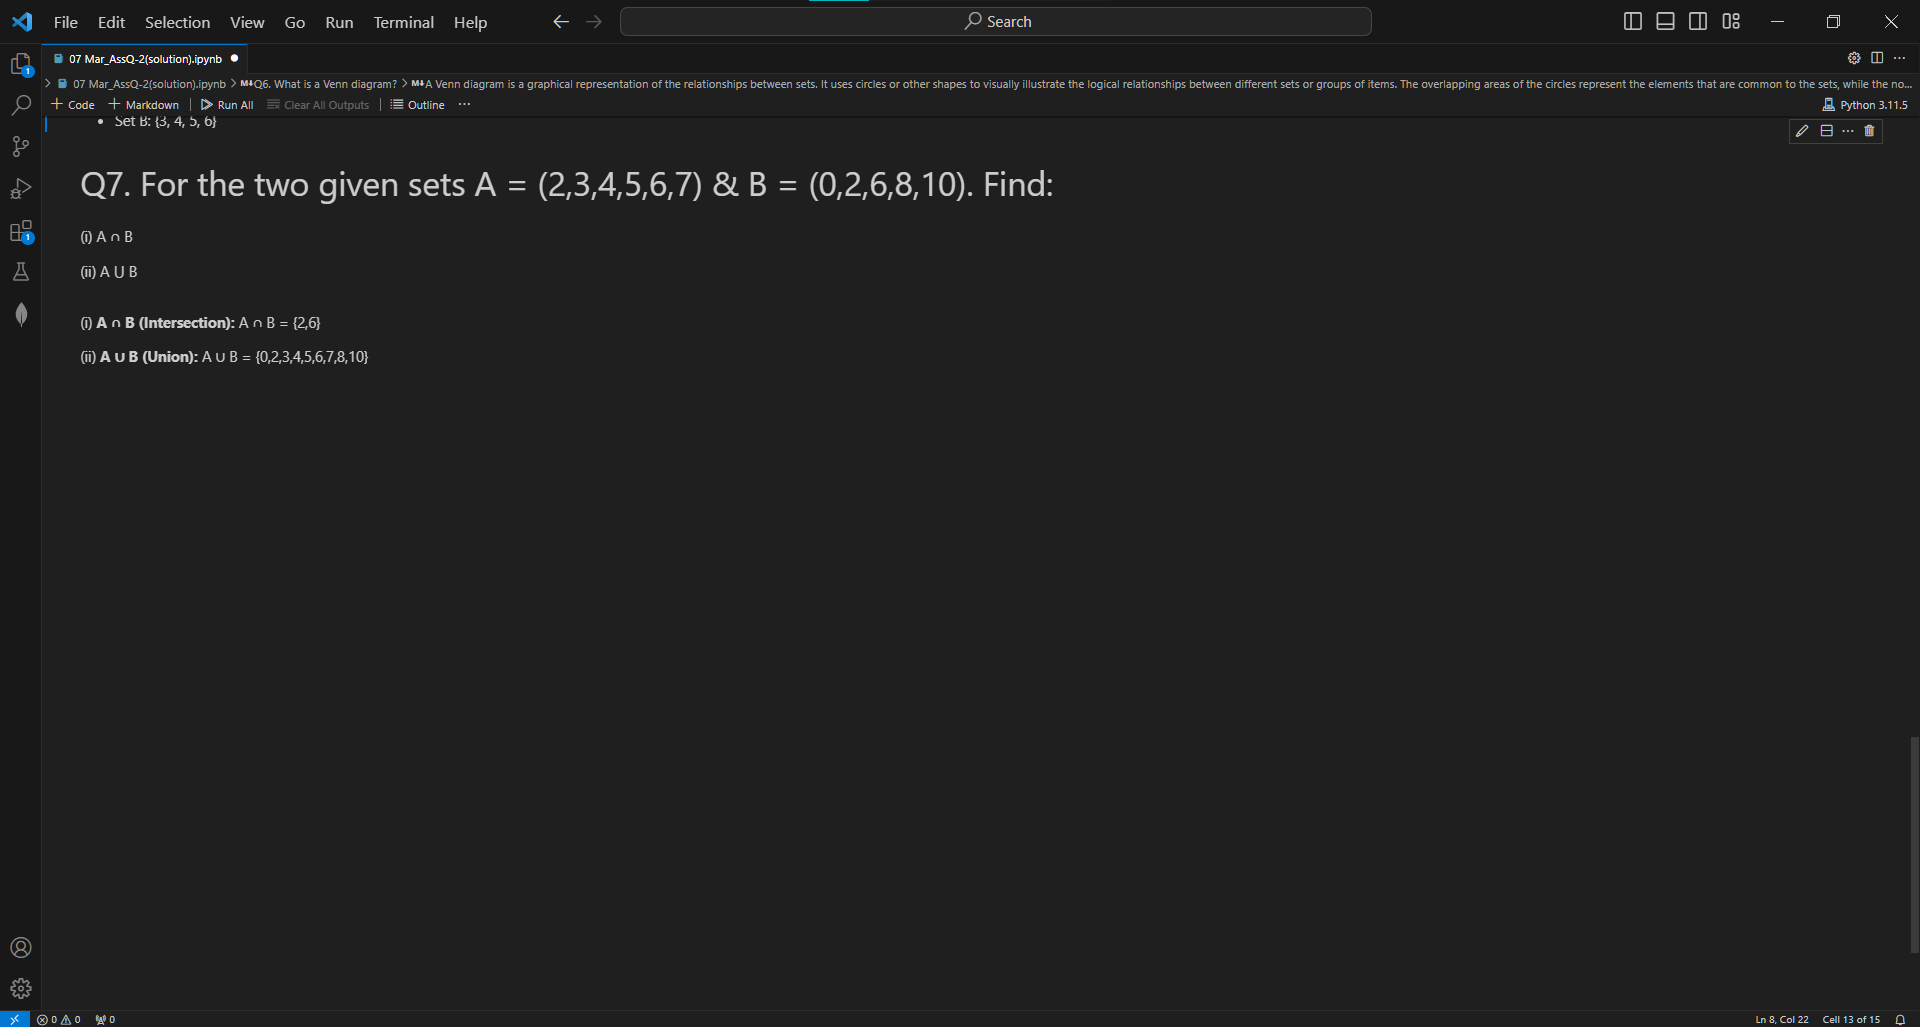 File Edit Selection View Go Run Terminal Help Search
07 Mar_AssQ-2(solution).ipynb
07 Mar_AssQ-2(solution).ipynb > M↓Q6. What is a Venn diagram? > M↓A Venn diagram is a graphical representation of the relationships between sets. It uses circles or other shapes to visually illustrate the logical relationships between different sets or groups of items. The overlapping areas of the circles represent the elements that are common to the sets, while the no...
+ Code + Markdown | Run All Clear All Outputs | Outline ... Python 3.11.5
• Set B: {3, 4, 5, 6}
Q7. For the two given sets A = (2,3,4,5,6,7) & B = (0,2,6,8,10). Find:
(i) A ∩ B
(ii) A ⋃ B
(i) A ∩ B (Intersection): A ∩ B = {2,6}
(ii) A ∪ B (Union): A ∪ B = {0,2,3,4,5,6,7,8,10}
1
1
0 0 0 Ln 8, Col 22 Cell 13 of 15